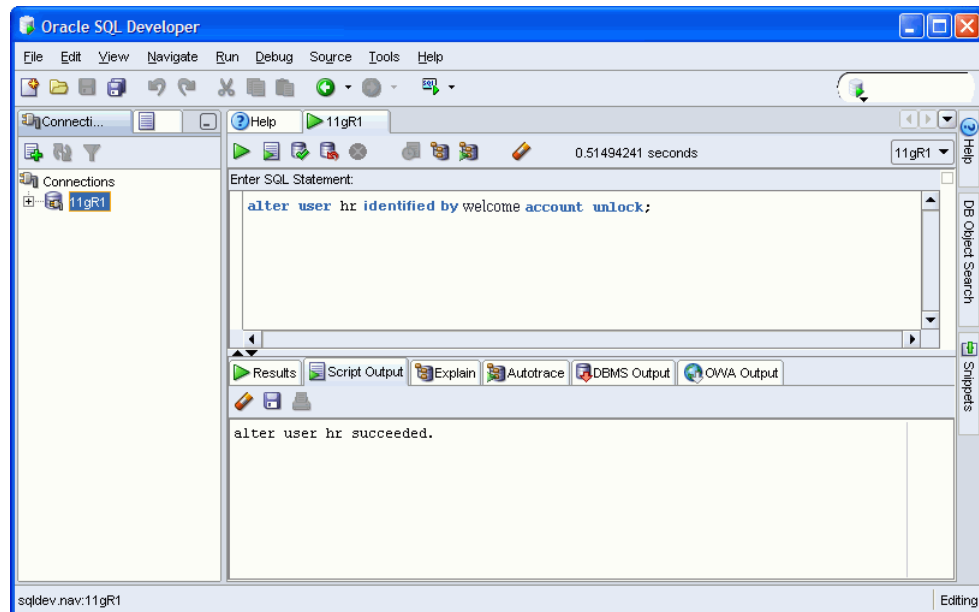 Oracle SQL Developer
File Edit View Navigate Run Debug Source Tools Help
Connecti...
Help 11gR1
0.51494241 seconds
11gR1
Connections
11gR1
Enter SQL Statement:
alter user hr identified by welcome account unlock;
Results Script Output Explain Autotrace DBMS Output OWA Output
alter user hr succeeded.
Help
DB Object Search
Snippets
sqldev.nav:11gR1
Editing